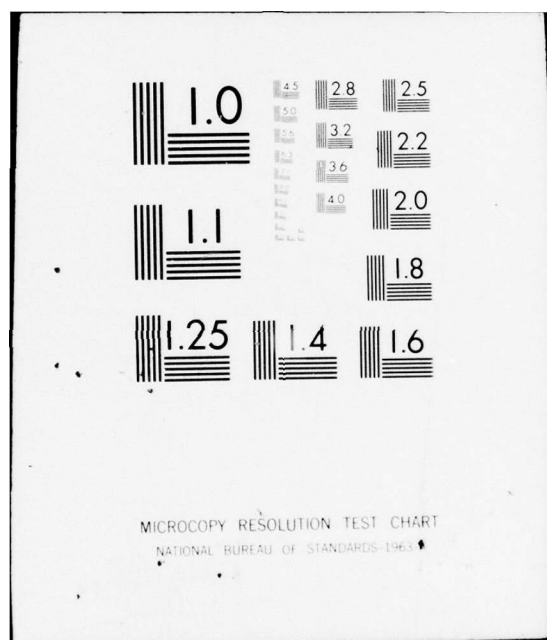 1.0 4.5 2.8 2.5
5.0
3.2 2.2
3.6
1.1 4.0 2.0
1.8
1.25 1.4 1.6
MICROCOPY RESOLUTION TEST CHART
NATIONAL BUREAU OF STANDARDS-1963-A